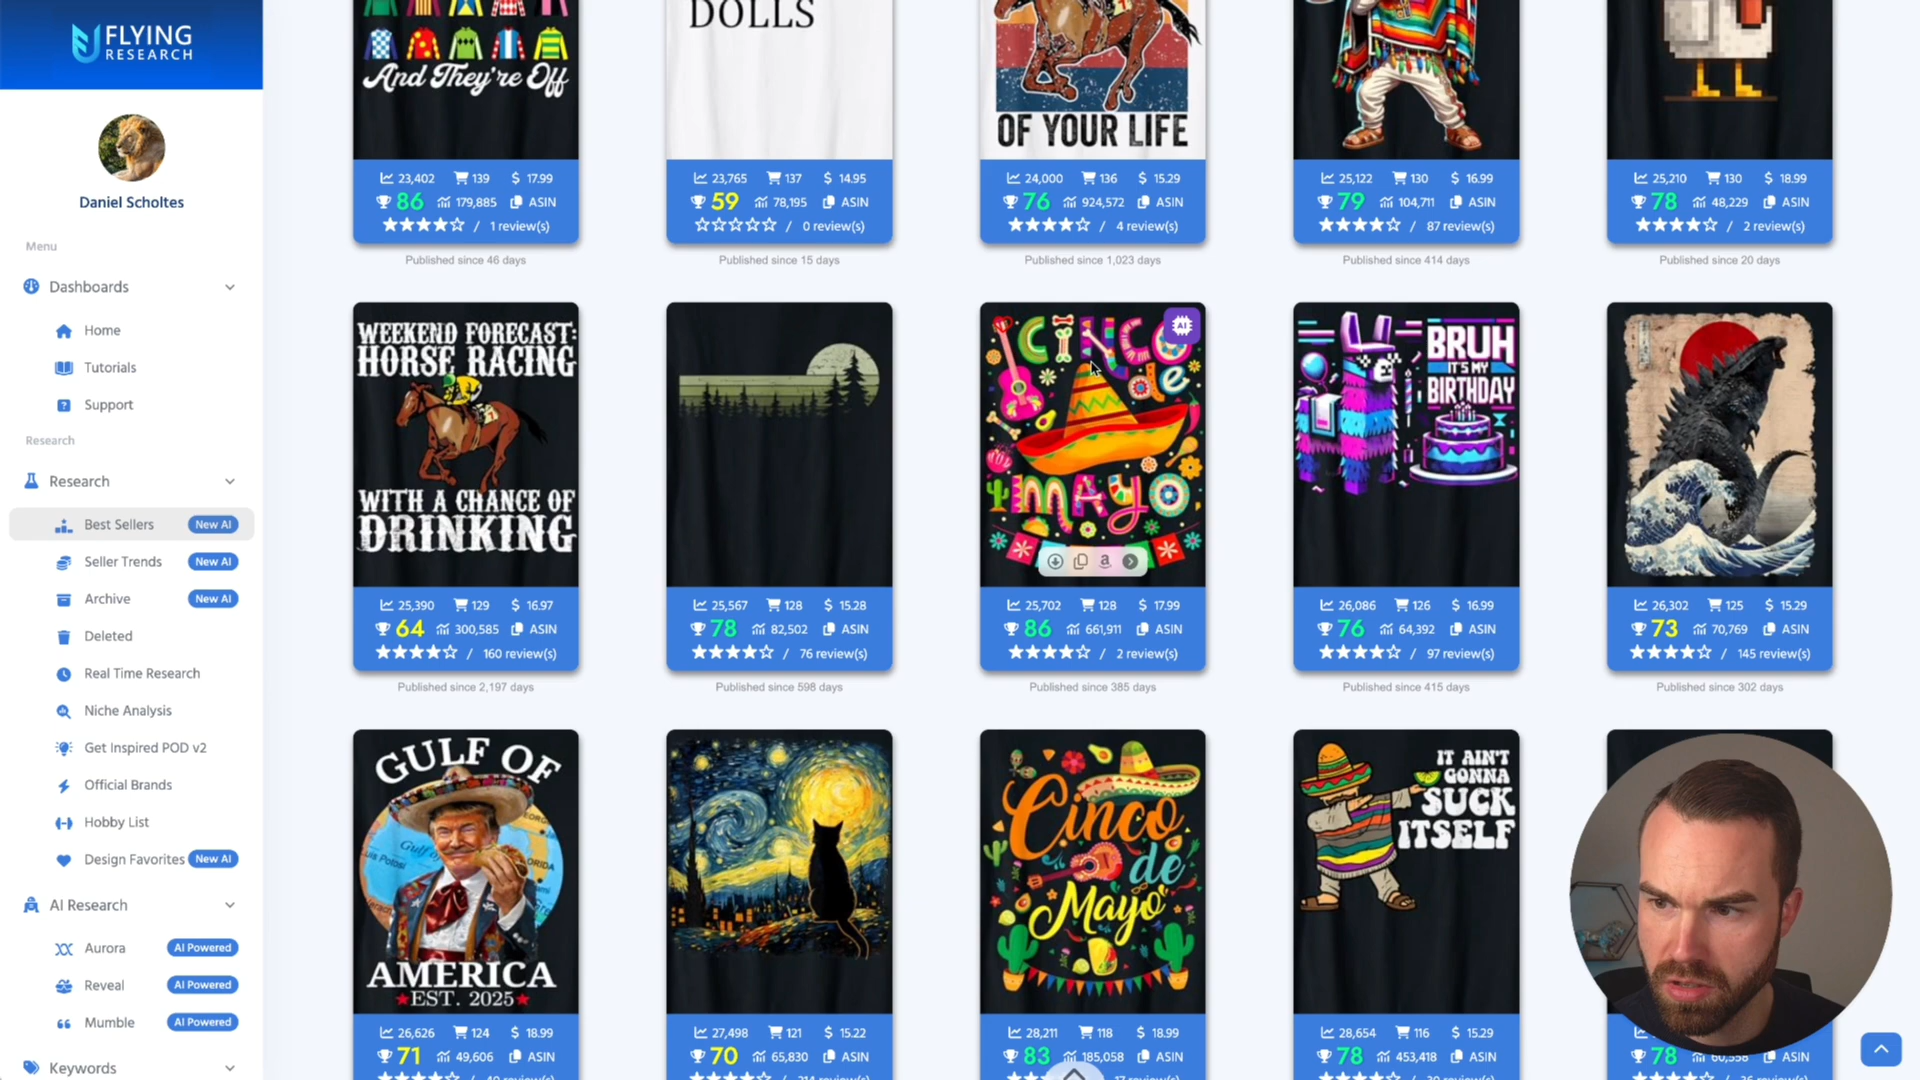 FLYING
RESEARCH
Daniel Scholtes
Menu
Dashboards
Home
Tutorials
Support
Research
Research
Best Sellers New AI
Seller Trends New AI
Archive New AI
Deleted
Real Time Research
Niche Analysis
Get Inspired POD v2
Official Brands
Hobby List
Design Favorites New AI
AI Research
Aurora AI Powered
Reveal AI Powered
Mumble AI Powered
Keywords
And They're Off
23,402 139 $ 17.99
86 179,885 ASIN
/ 1 review(s)
Published since 46 days
DOLLS
23,765 137 $ 14.95
59 78,195 ASIN
/ 0 review(s)
Published since 15 days
OF YOUR LIFE
24,000 136 $ 15.29
76 924,572 ASIN
/ 4 review(s)
Published since 1,023 days
25,122 130 $ 16.99
79 104,711 ASIN
/ 87 review(s)
Published since 414 days
25,210 130 $ 18.99
78 48,229 ASIN
/ 2 review(s)
Published since 20 days
WEEKEND FORECAST:
HORSE RACING
WITH A CHANCE OF
DRINKING
25,390 129 $ 16.97
64 300,585 ASIN
/ 160 review(s)
Published since 2,197 days
25,567 128 $ 15.28
78 82,502 ASIN
/ 76 review(s)
Published since 598 days
AI
CINCO
de
MAYO
a
25,702 128 $ 17.99
86 661,911 ASIN
/ 2 review(s)
Published since 385 days
BRUH
IT'S MY
BIRTHDAY
26,086 126 $ 16.99
76 64,392 ASIN
/ 97 review(s)
Published since 415 days
26,302 125 $ 15.29
73 70,769 ASIN
/ 145 review(s)
Published since 302 days
GULF OF
AMERICA
EST. 2025
26,626 124 $ 18.99
71 49,606 ASIN
27,498 121 $ 15.22
70 65,830 ASIN
Cinco
de
Mayo
28,211 118 $ 18.99
83 185,058 ASIN
IT AIN'T
GONNA
SUCK
ITSELF
28,654 116 $ 15.29
78 453,418 ASIN
78 ASIN